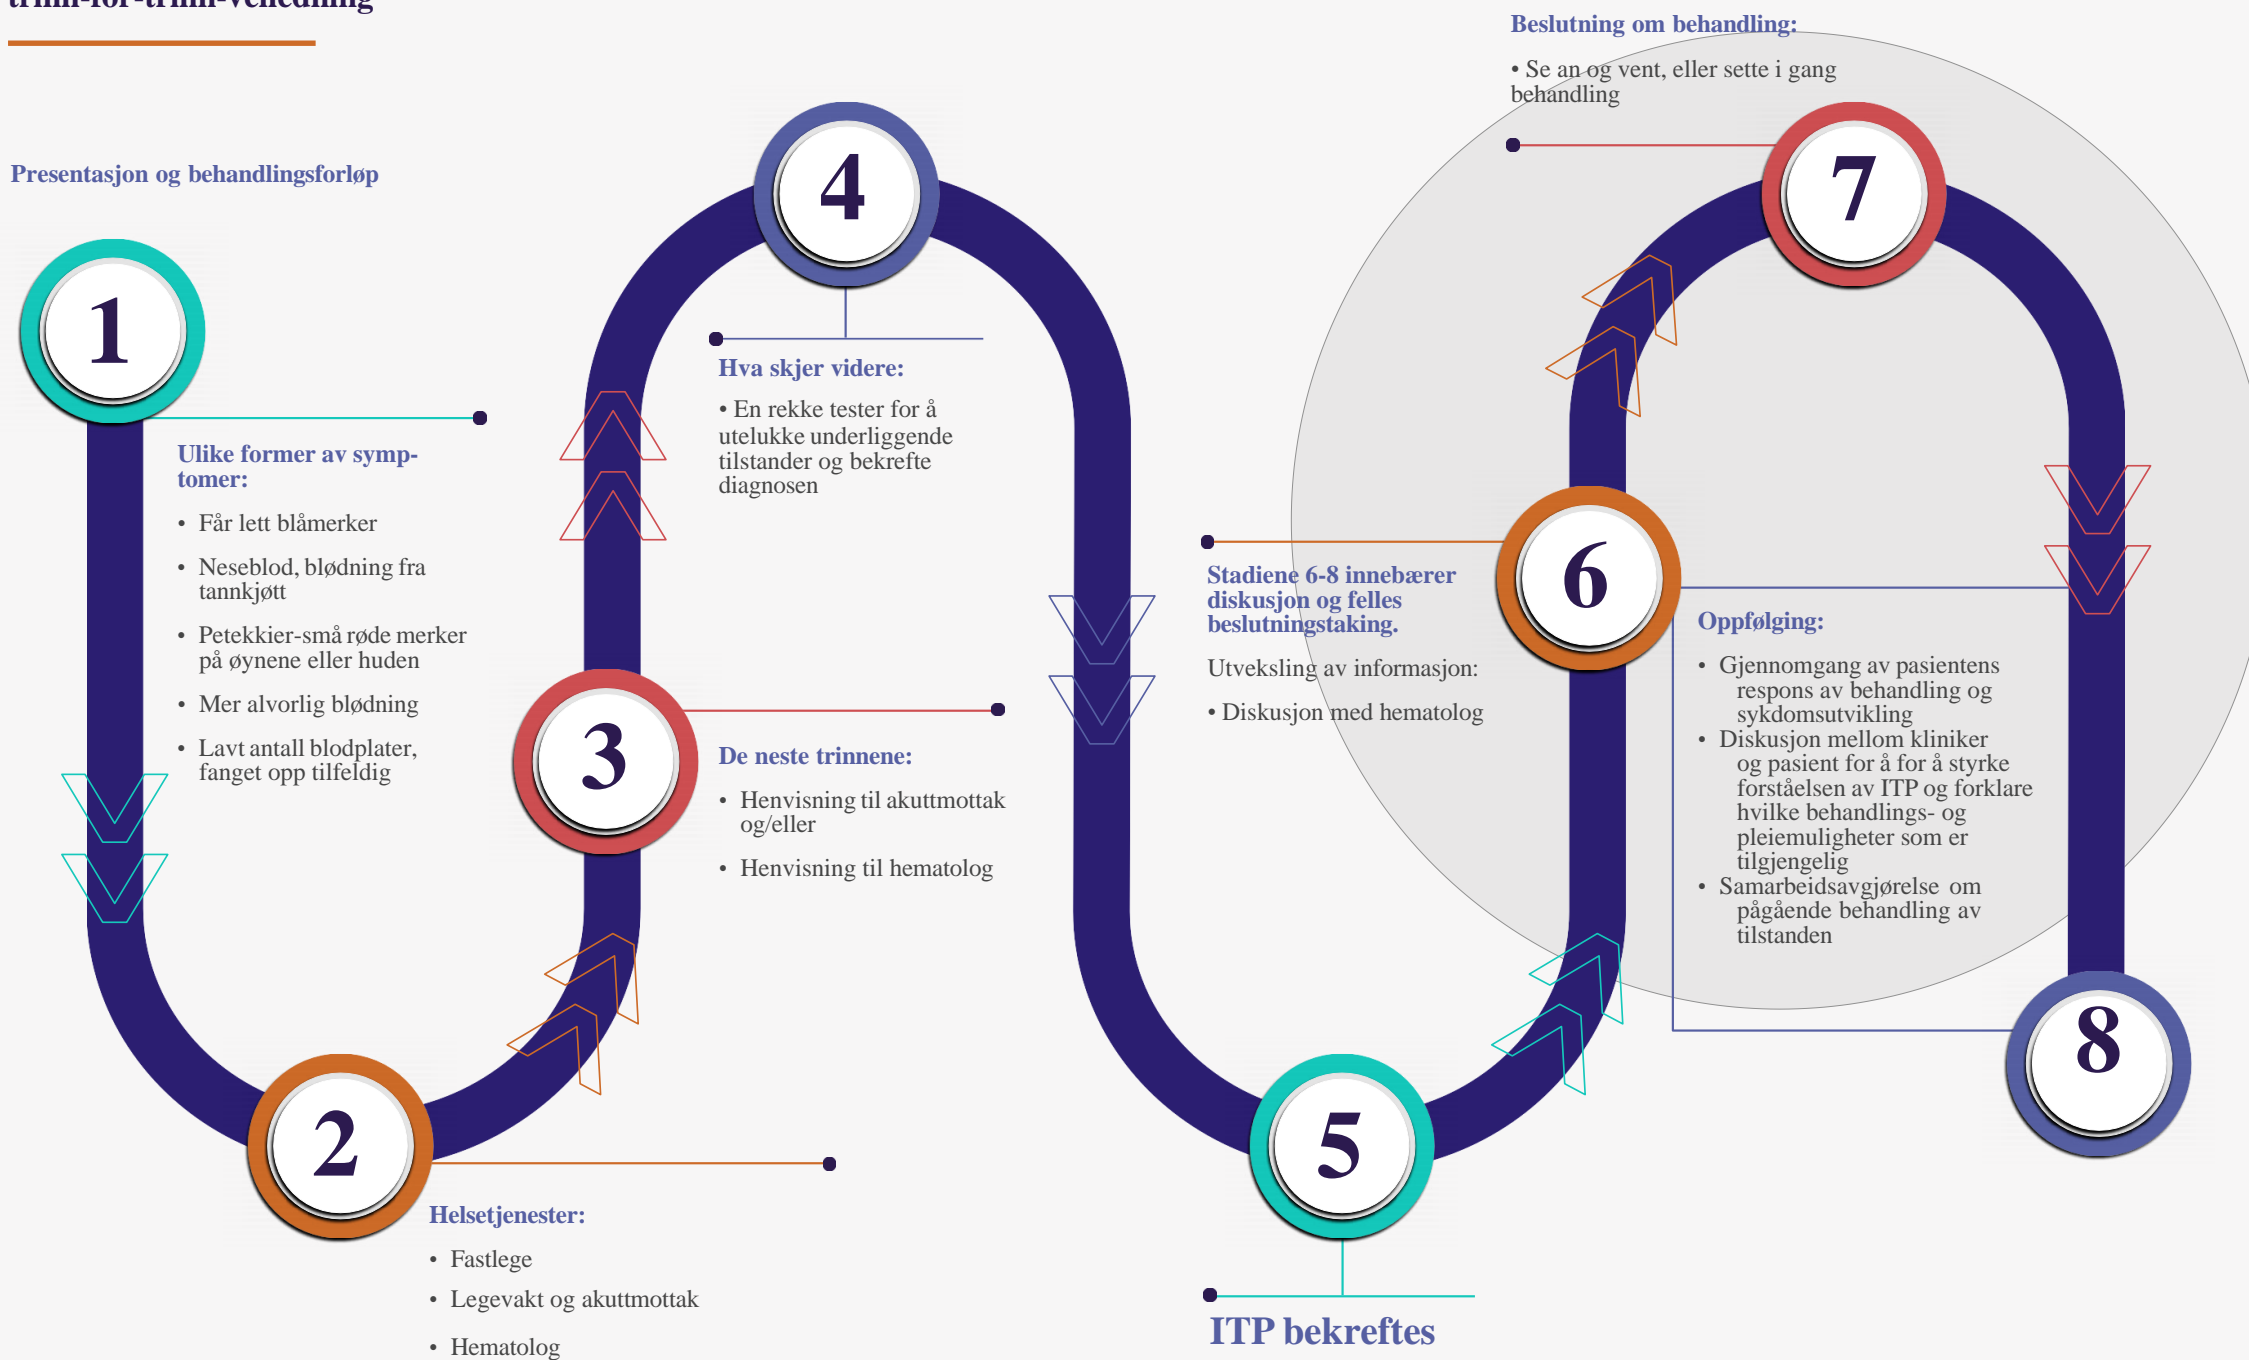 trinn-for-trinn-veiledning
Presentasjon og behandlingsforløp
1
Ulike former av symp-
tomer:
• Får lett blåmerker
• Neseblod, blødning fra
tannkjøtt
• Petekkier-små røde merker
på øynene eller huden
• Mer alvorlig blødning
• Lavt antall blodplater,
fanget opp tilfeldig
2
Helsetjenester:
• Fastlege
• Legevakt og akuttmottak
• Hematolog
3
De neste trinnene:
• Henvisning til akuttmottak
og/eller
• Henvisning til hematolog
4
Hva skjer videre:
• En rekke tester for å
utelukke underliggende
tilstander og bekrefte
diagnosen
5
ITP bekreftes
6
Stadiene 6-8 innebærer
diskusjon og felles
beslutningstaking.
Utveksling av informasjon:
• Diskusjon med hematolog
7
Beslutning om behandling:
• Se an og vent, eller sette i gang
behandling
8
Oppfølging:
• Gjennomgang av pasientens
respons av behandling og
sykdomsutvikling
• Diskusjon mellom kliniker
og pasient for å for å styrke
forståelsen av ITP og forklare
hvilke behandlings- og
pleiemuligheter som er
tilgjengelig
• Samarbeidsavgjørelse om
pågående behandling av
tilstanden